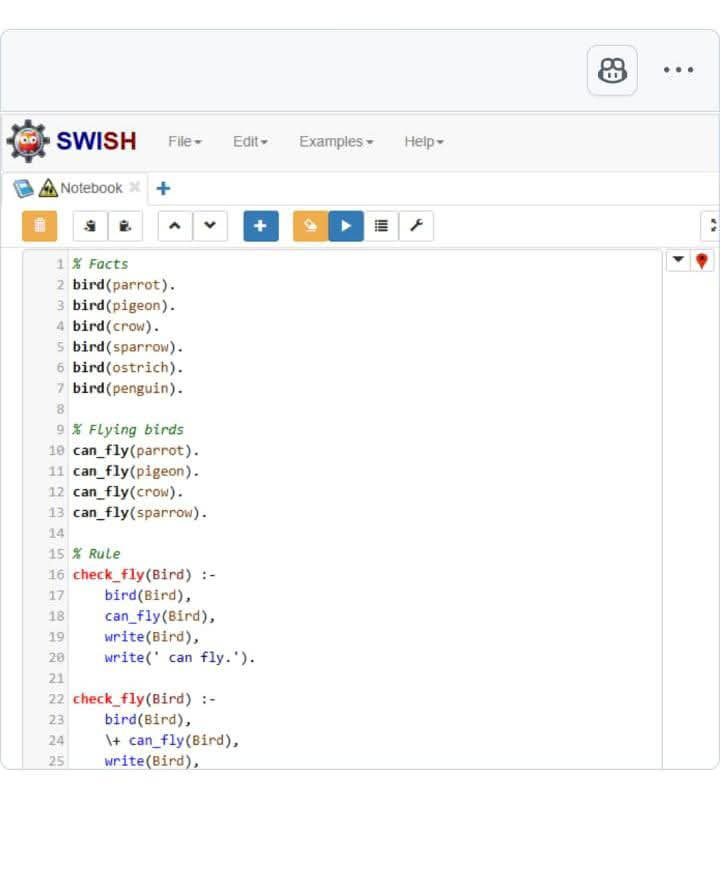 SWISH File Edit Examples Help
Notebook
1 % Facts
2 bird(parrot).
3 bird(pigeon).
4 bird(crow).
5 bird(sparrow).
6 bird(ostrich).
7 bird(penguin).
8
9 % Flying birds
10 can_fly(parrot).
11 can_fly(pigeon).
12 can_fly(crow).
13 can_fly(sparrow).
14
15 % Rule
16 check_fly(Bird) :-
17     bird(Bird),
18     can_fly(Bird),
19     write(Bird),
20     write(' can fly.').
21
22 check_fly(Bird) :-
23     bird(Bird),
24     \+ can_fly(Bird),
25     write(Bird),